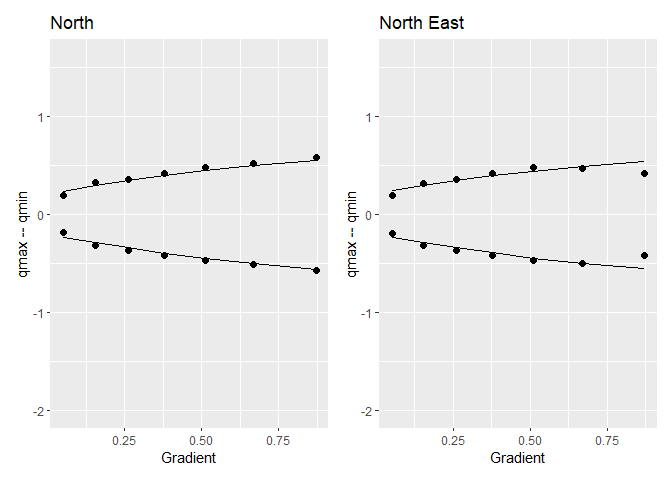 North
North East
qmax -- qmin
1
0
-1
-2
0.25 0.50 0.75
Gradient
qmax -- qmin
1
0
-1
-2
0.25 0.50 0.75
Gradient